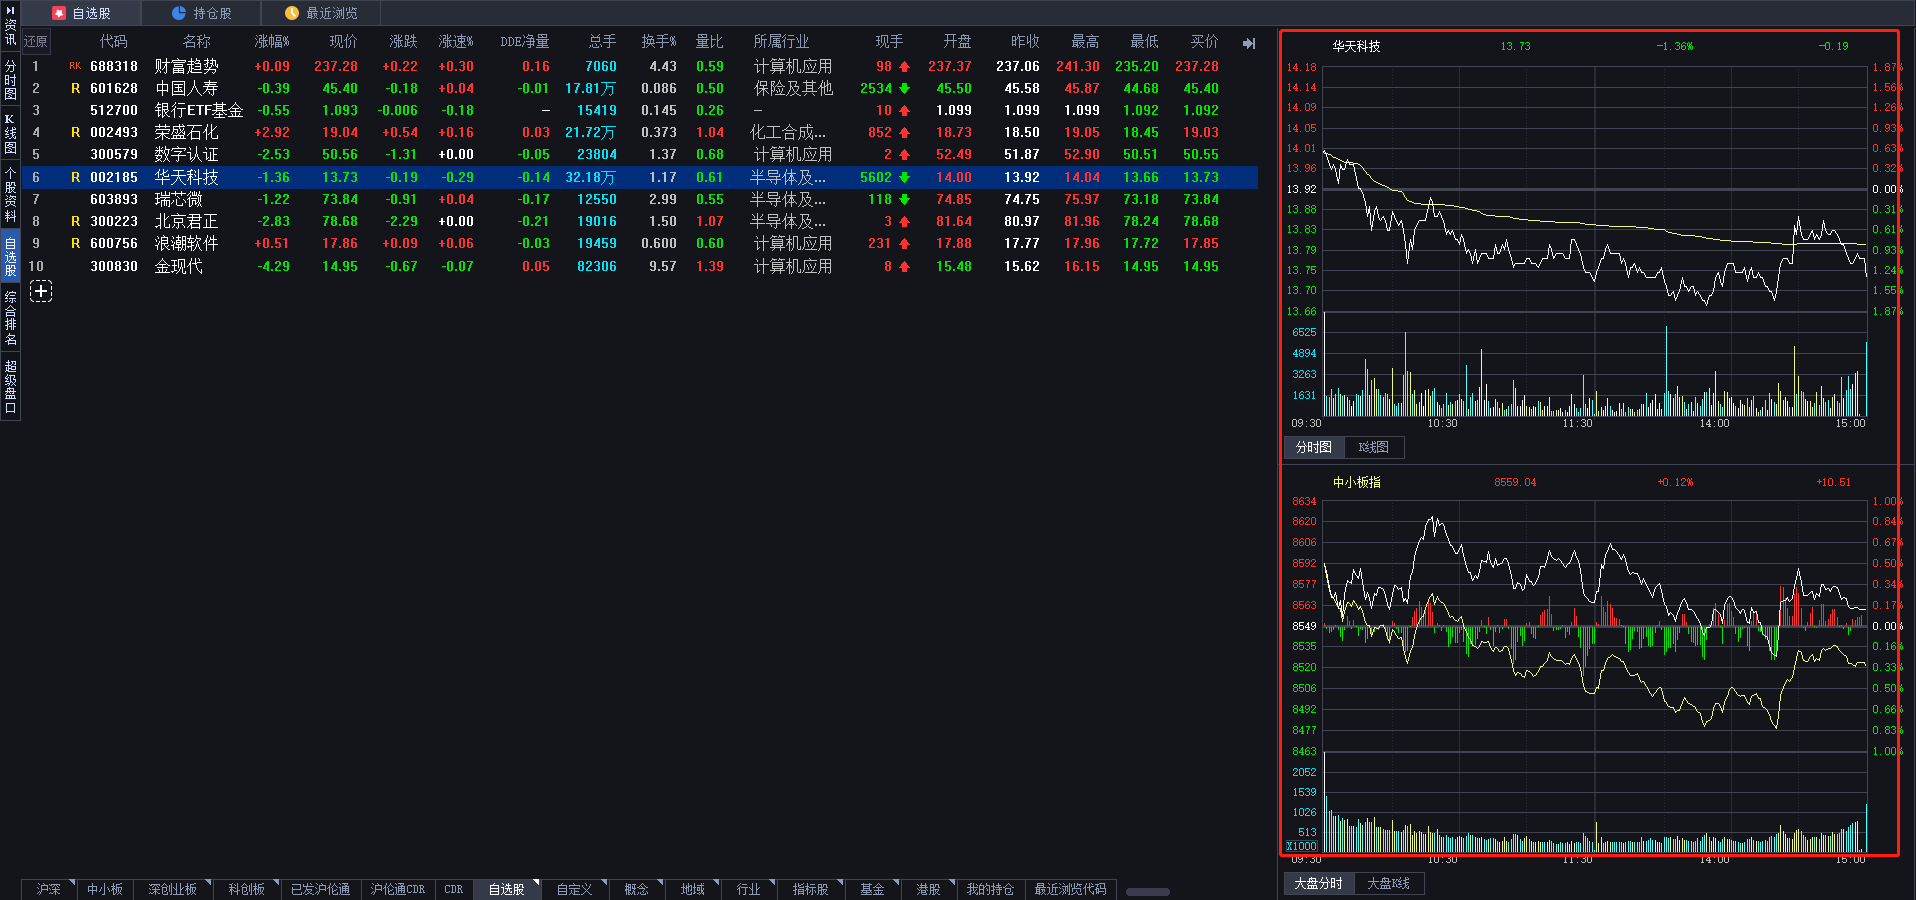 自选股 持仓股 最近浏览
资讯
分时图
K线图
个股资料
自选股
综合排名
超级盘口
还原 代码 名称 涨幅% 现价 涨跌 涨速% DDE净量 总手 换手% 量比 所属行业 现手 开盘 昨收 最高 最低 买价
1 RK 688318 财富趋势 +0.09 237.28 +0.22 +0.30 0.16 7060 4.43 0.59 计算机应用 98 237.37 237.06 241.30 235.20 237.28
2 R 601628 中国人寿 -0.39 45.40 -0.18 +0.04 -0.01 17.81万 0.086 0.50 保险及其他 2534 45.50 45.58 45.87 44.68 45.40
3 512700 银行ETF基金 -0.55 1.093 -0.006 -0.18 — 15419 0.145 0.26 — 10 1.099 1.099 1.099 1.092 1.092
4 R 002493 荣盛石化 +2.92 19.04 +0.54 +0.16 0.03 21.72万 0.373 1.04 化工合成... 852 18.73 18.50 19.05 18.45 19.03
5 300579 数字认证 -2.53 50.56 -1.31 +0.00 -0.05 23804 1.37 0.68 计算机应用 2 52.49 51.87 52.90 50.51 50.55
6 R 002185 华天科技 -1.36 13.73 -0.19 -0.29 -0.14 32.18万 1.17 0.61 半导体及... 5602 14.00 13.92 14.04 13.66 13.73
7 603893 瑞芯微 -1.22 73.84 -0.91 +0.04 -0.17 12550 2.99 0.55 半导体及... 118 74.85 74.75 75.97 73.18 73.84
8 R 300223 北京君正 -2.83 78.68 -2.29 +0.00 -0.21 19016 1.50 1.07 半导体及... 3 81.64 80.97 81.96 78.24 78.68
9 R 600756 浪潮软件 +0.51 17.86 +0.09 +0.06 -0.03 19459 0.600 0.60 计算机应用 231 17.88 17.77 17.96 17.72 17.85
10 300830 金现代 -4.29 14.95 -0.67 -0.07 0.05 82306 9.57 1.39 计算机应用 8 15.48 15.62 16.15 14.95 14.95
华天科技 13.73 -1.36% -0.19
14.18 1.87%
14.14 1.56%
14.09 1.26%
14.05 0.93%
14.01 0.63%
13.96 0.32%
13.92 0.00%
13.88 0.31%
13.83 0.61%
13.79 0.93%
13.75 1.24%
13.70 1.55%
13.66 1.87%
6525
4894
3263
1631
09:30 10:30 11:30 14:00 15:00
分时图 K线图
中小板指 8559.04 +0.12% +10.51
8634 1.00%
8620 0.84%
8606 0.67%
8592 0.50%
8577 0.34%
8563 0.17%
8549 0.00%
8535 0.16%
8520 0.33%
8506 0.50%
8492 0.66%
8477 0.83%
8463 1.00%
2052
1539
1026
513
X1000
09:30 10:30 11:30 14:00 15:00
大盘分时 大盘K线
沪深 中小板 深创业板 科创板 已发沪伦通 沪伦通CDR CDR 自选股 自定义 概念 地域 行业 指标股 基金 港股 我的持仓 最近浏览代码